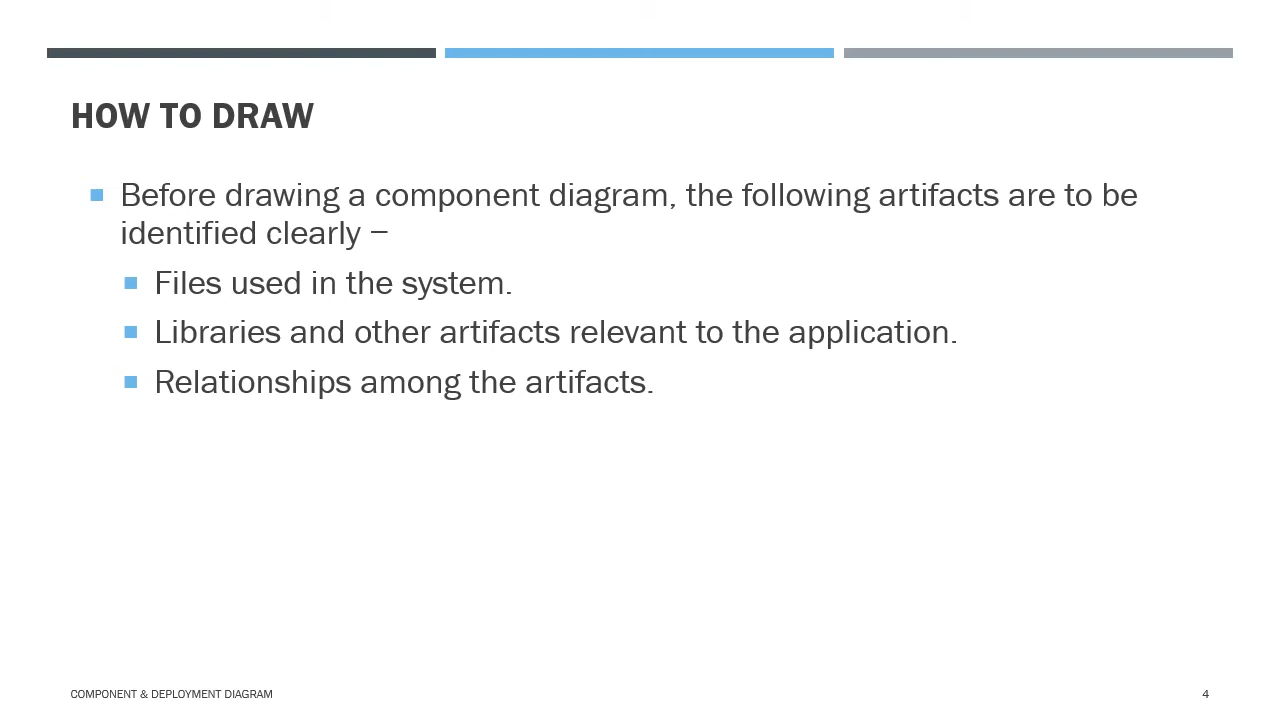 HOW TO DRAW
Before drawing a component diagram, the following artifacts are to be
identified clearly −
Files used in the system.
Libraries and other artifacts relevant to the application.
Relationships among the artifacts.
COMPONENT & DEPLOYMENT DIAGRAM
4